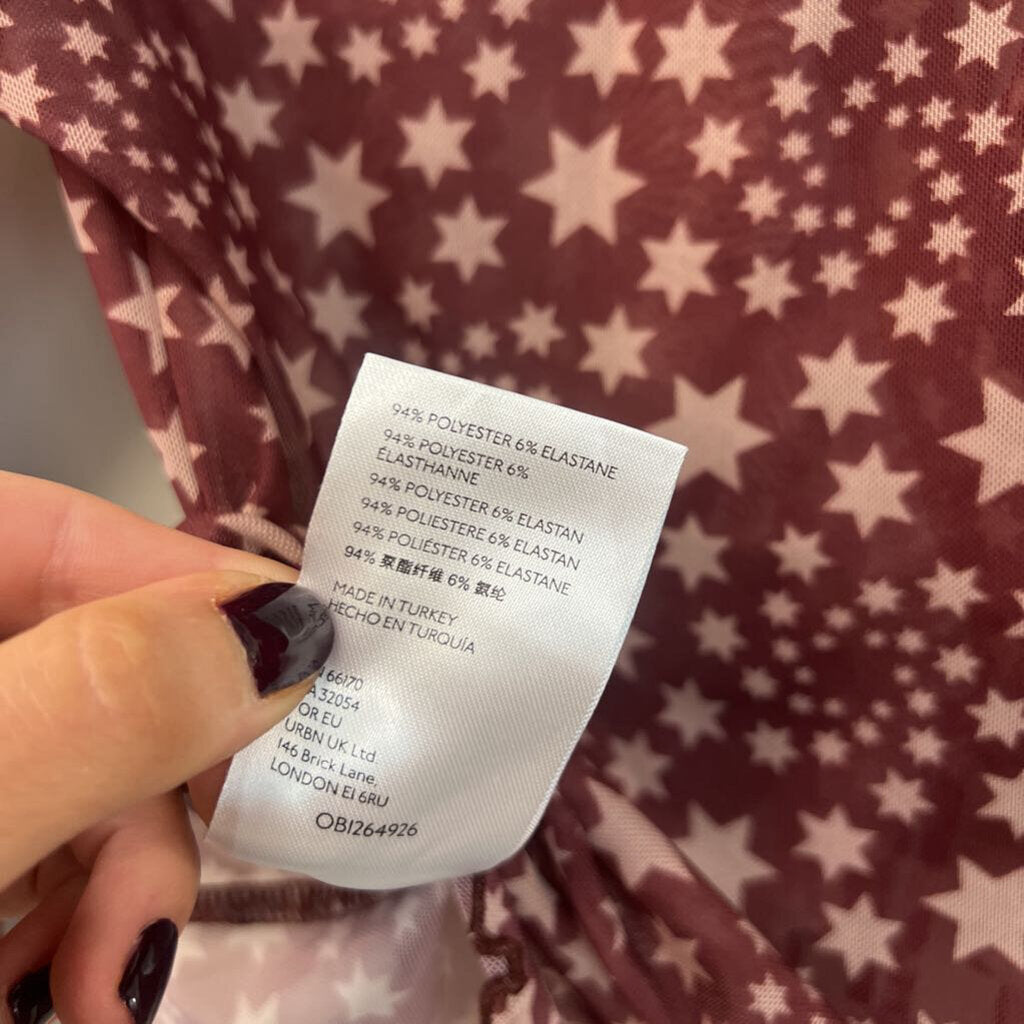 94% POLYESTER 6% ELASTANE
94% POLYESTER 6%
ÉLASTHANNE
94% POLYESTER 6% ELASTAN
94% POLIESTERE 6% ELASTAN
94% POLIÉSTER 6% ELASTANE
94% 聚酯纤维 6% 氨纶
MADE IN TURKEY
HECHO EN TURQUÍA
66170
32054
OR EU
URBN UK Ltd.
146 Brick Lane,
LONDON E1 6RU
OB1264926